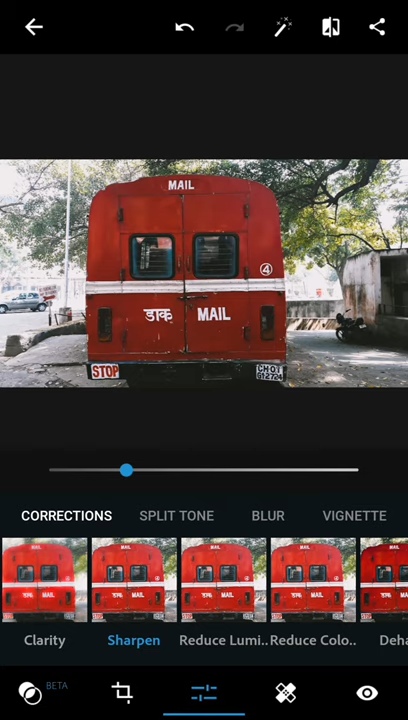 MAIL
④
डाक MAIL
STOP
CH-01
G12724
CORRECTIONS SPLIT TONE BLUR VIGNETTE
Clarity Sharpen Reduce Lumi.. Reduce Colo.. Deha
BETA